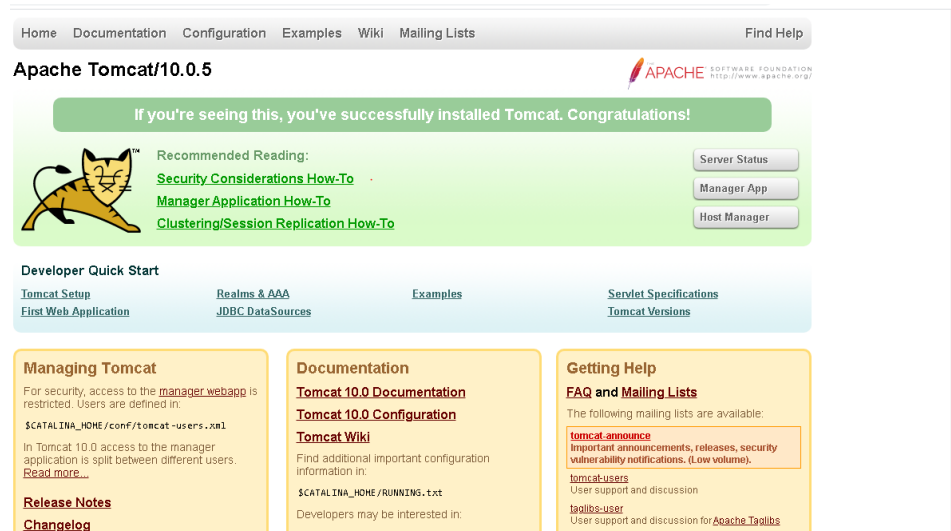 Home Documentation Configuration Examples Wiki Mailing Lists Find Help
Apache Tomcat/10.0.5
THE
APACHE SOFTWARE FOUNDATION
http://www.apache.org/
If you're seeing this, you've successfully installed Tomcat. Congratulations!
TM
Recommended Reading:
Security Considerations How-To
Manager Application How-To
Clustering/Session Replication How-To
Server Status
Manager App
Host Manager
Developer Quick Start
Tomcat Setup
First Web Application
Realms & AAA
JDBC DataSources
Examples
Servlet Specifications
Tomcat Versions
Managing Tomcat
For security, access to the manager webapp is
restricted. Users are defined in:
$CATALINA_HOME/conf/tomcat-users.xml
In Tomcat 10.0 access to the manager
application is split between different users.
Read more...
Release Notes
Changelog
Documentation
Tomcat 10.0 Documentation
Tomcat 10.0 Configuration
Tomcat Wiki
Find additional important configuration
information in:
$CATALINA_HOME/RUNNING.txt
Developers may be interested in:
Getting Help
FAQ and Mailing Lists
The following mailing lists are available:
tomcat-announce
Important announcements, releases, security
vulnerability notifications. (Low volume).
tomcat-users
User support and discussion
taglibs-user
User support and discussion for Apache Taglibs